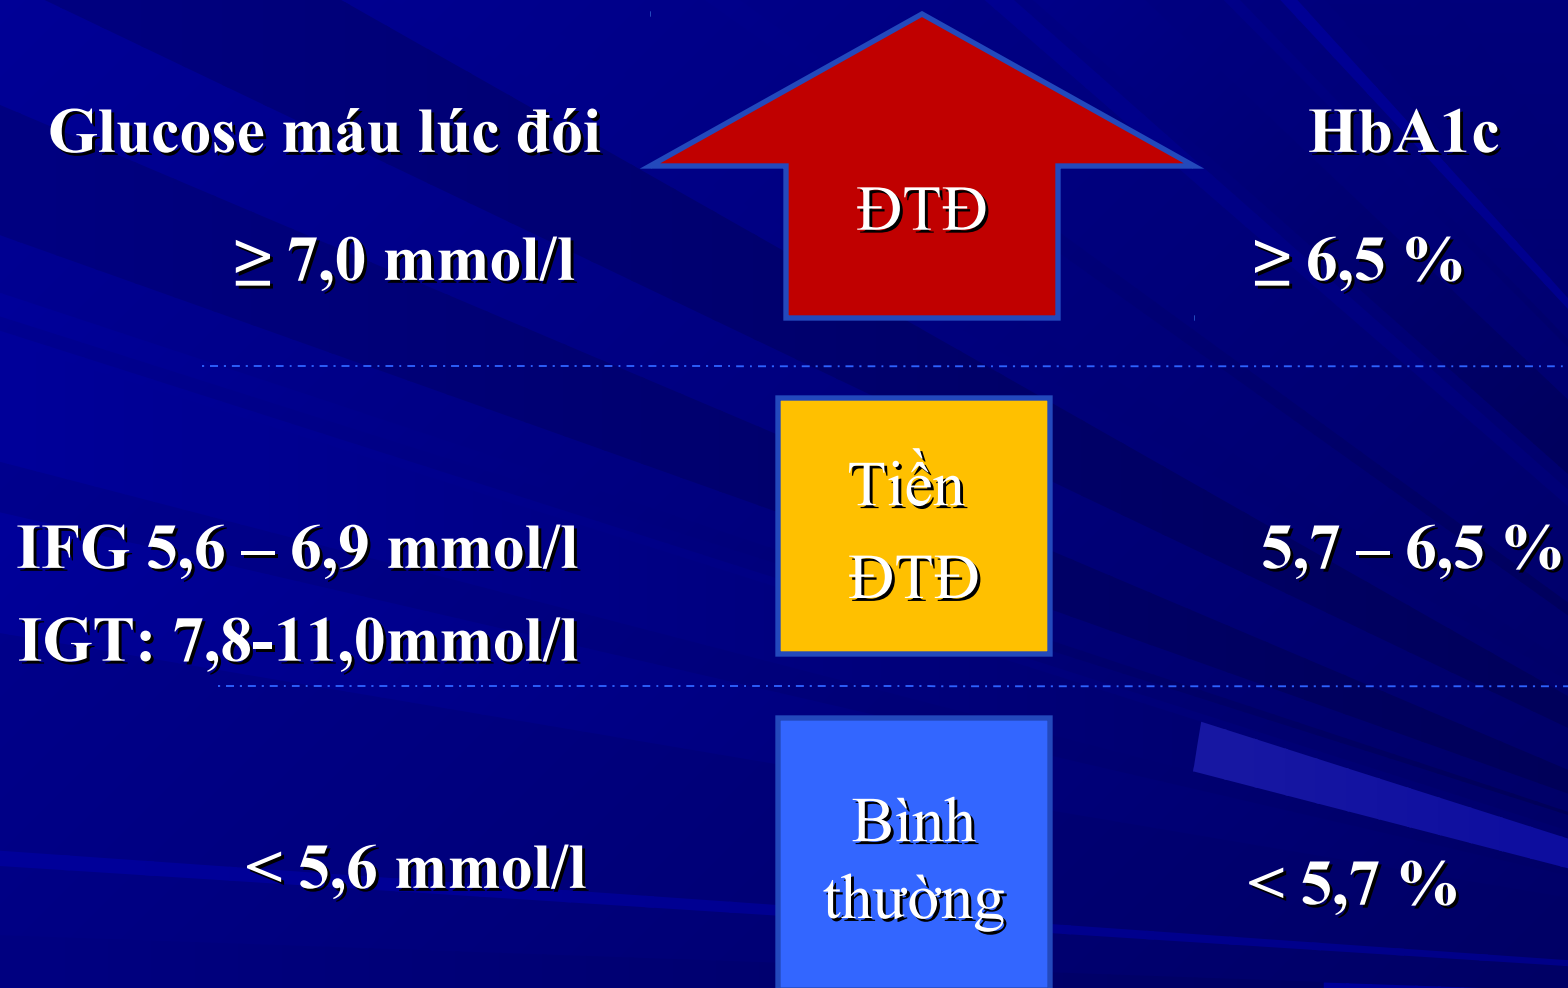 Glucose máu lúc đói
HbA1c
ĐTĐ
≥ 7,0 mmol/l
≥ 6,5 %
Tiền
ĐTĐ
IFG 5,6 – 6,9 mmol/l
5,7 – 6,5 %
IGT: 7,8-11,0mmol/l
Bình
thường
< 5,6 mmol/l
< 5,7 %